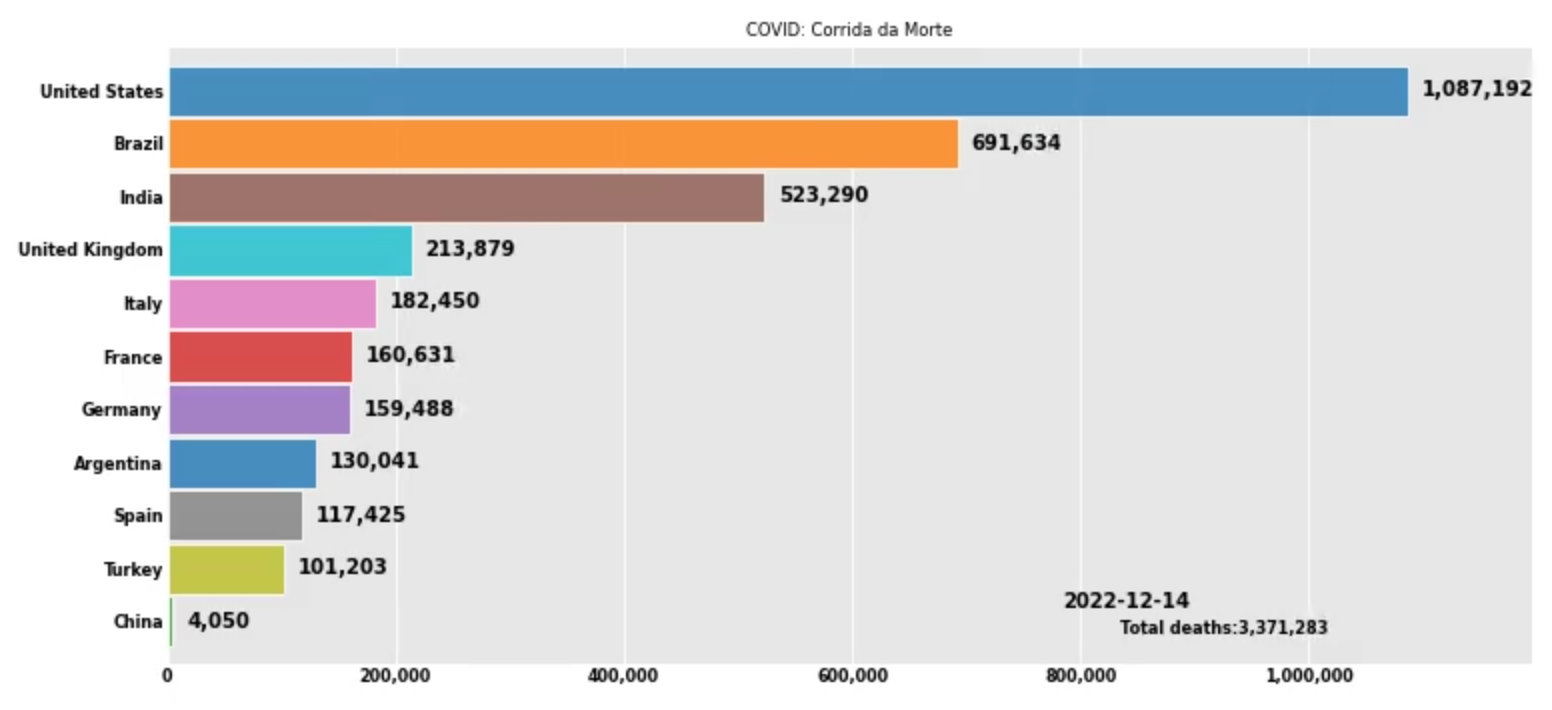 COVID: Corrida da Morte
United States 1,087,192
Brazil 691,634
India 523,290
United Kingdom 213,879
Italy 182,450
France 160,631
Germany 159,488
Argentina 130,041
Spain 117,425
Turkey 101,203
China 4,050
2022-12-14
Total deaths:3,371,283
0 200,000 400,000 600,000 800,000 1,000,000